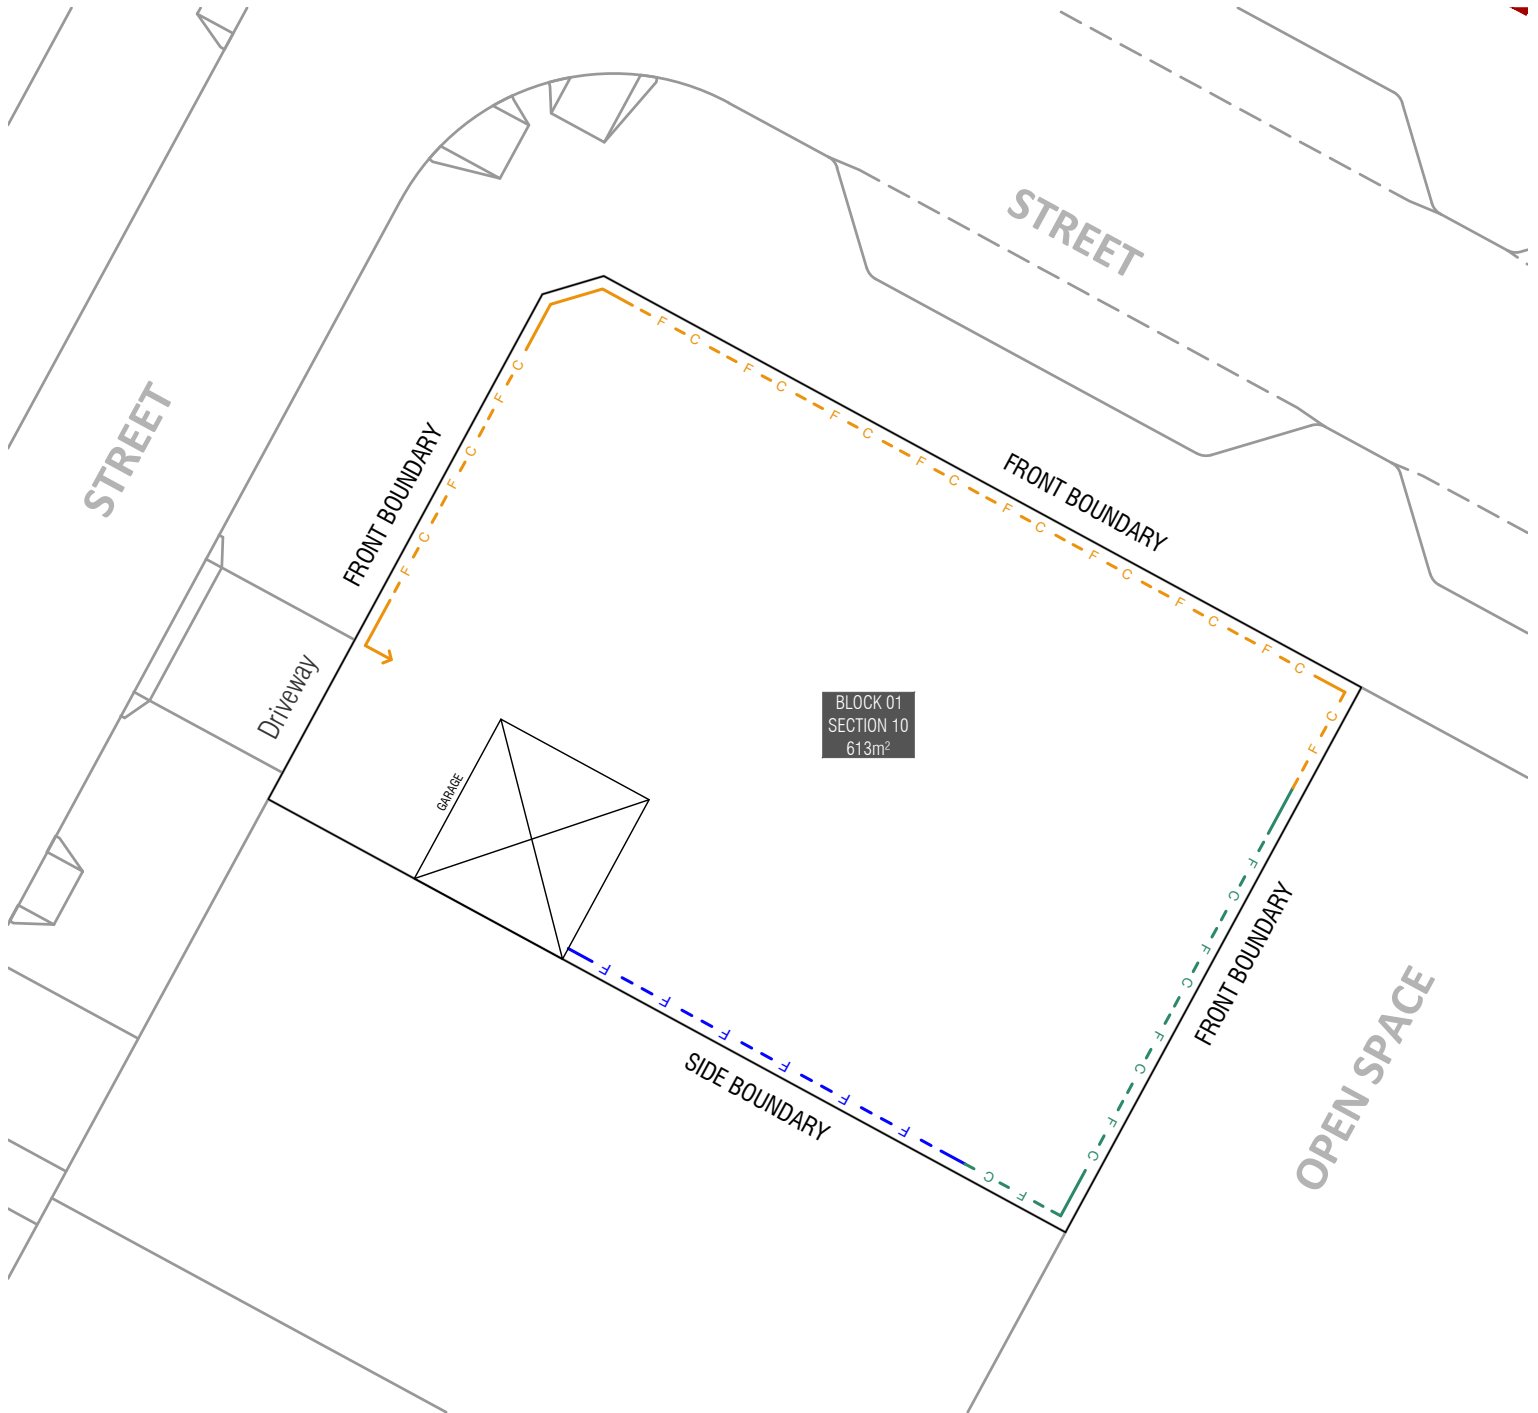 STREET
STREET
FRONT BOUNDARY
FRONT BOUNDARY
F C F C F C F C F C F C F C F C
C F C F C F
C F
Driveway
BLOCK 01
SECTION 10
613m²
GARAGE
F C F C F C F C
FRONT BOUNDARY
OPEN SPACE
F F F F F F
C F
SIDE BOUNDARY